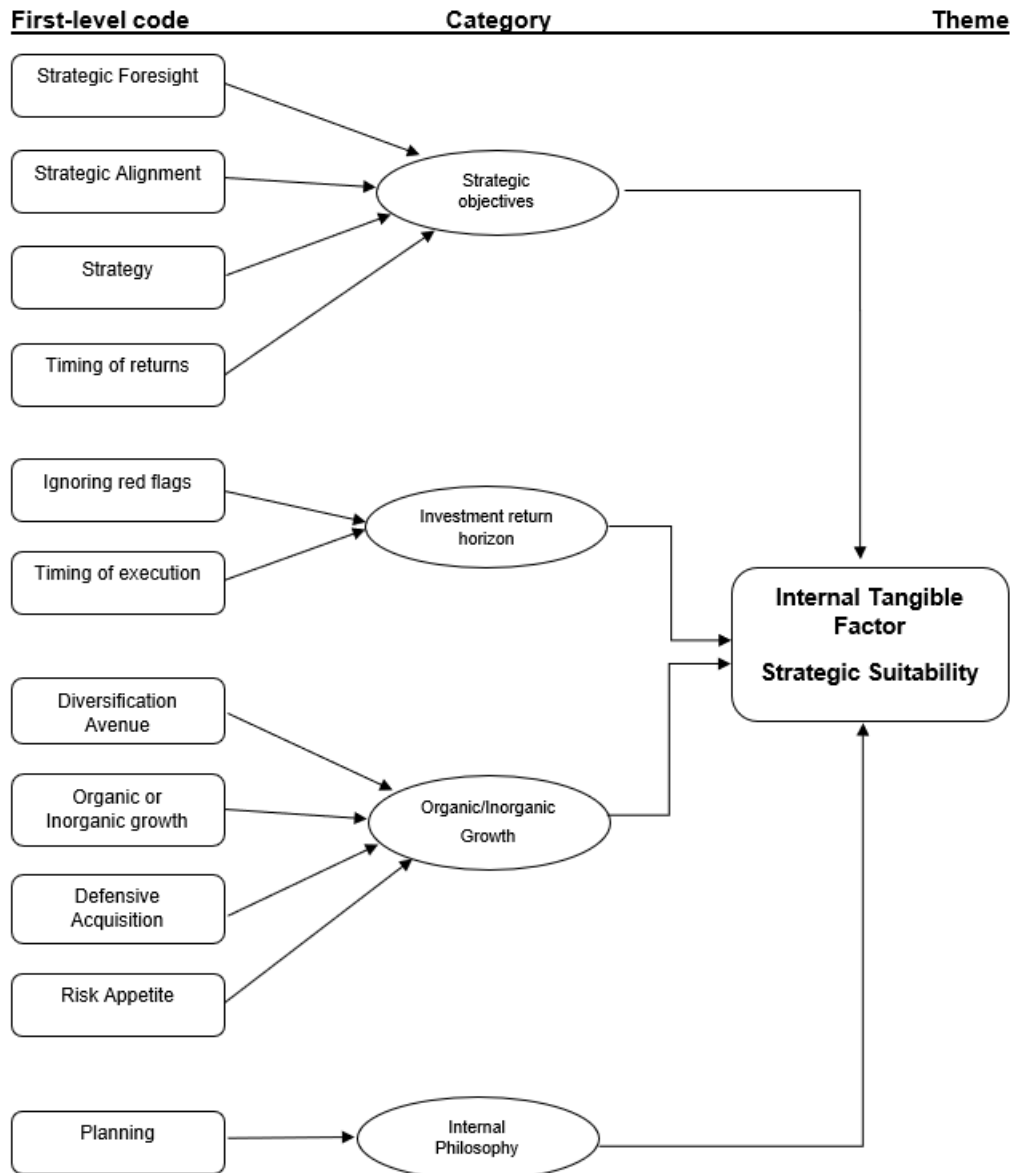 First-level code Category Theme
Strategic Foresight
Strategic Alignment
Strategic
objectives
Strategy
Timing of returns
Ignoring red flags
Investment return
horizon
Timing of execution
Internal Tangible
Factor
Strategic Suitability
Diversification
Avenue
Organic or
Inorganic growth
Organic/Inorganic
Growth
Defensive
Acquisition
Risk Appetite
Planning
Internal
Philosophy